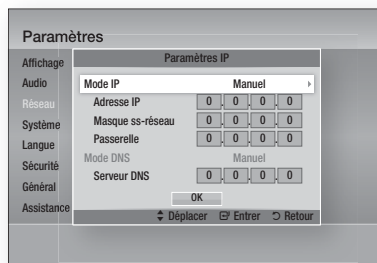 Paramètres
Affichage
Audio
Réseau
Système
Langue
Sécurité
Général
Assistance
Paramètres IP
Mode IP Manuel
Adresse IP 0 . 0 . 0 . 0
Masque ss-réseau 0 . 0 . 0 . 0
Passerelle 0 . 0 . 0 . 0
Mode DNS Manuel
Serveur DNS 0 . 0 . 0 . 0
OK
Déplacer Entrer Retour